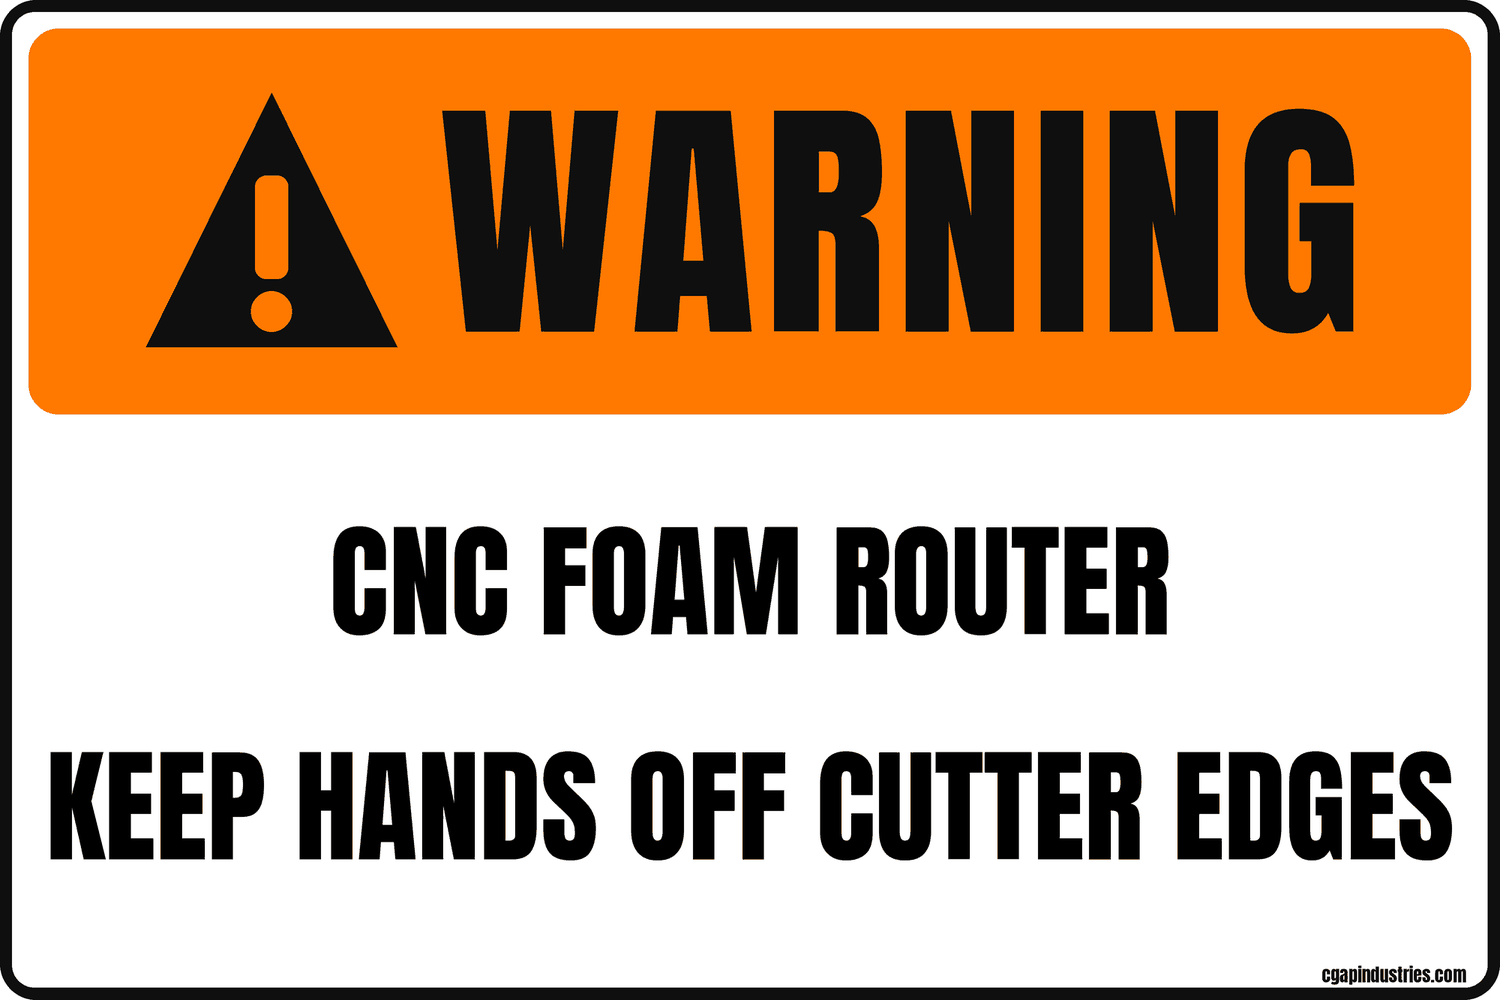 WARNING
CNC FOAM ROUTER
KEEP HANDS OFF CUTTER EDGES
cgapindustries.com